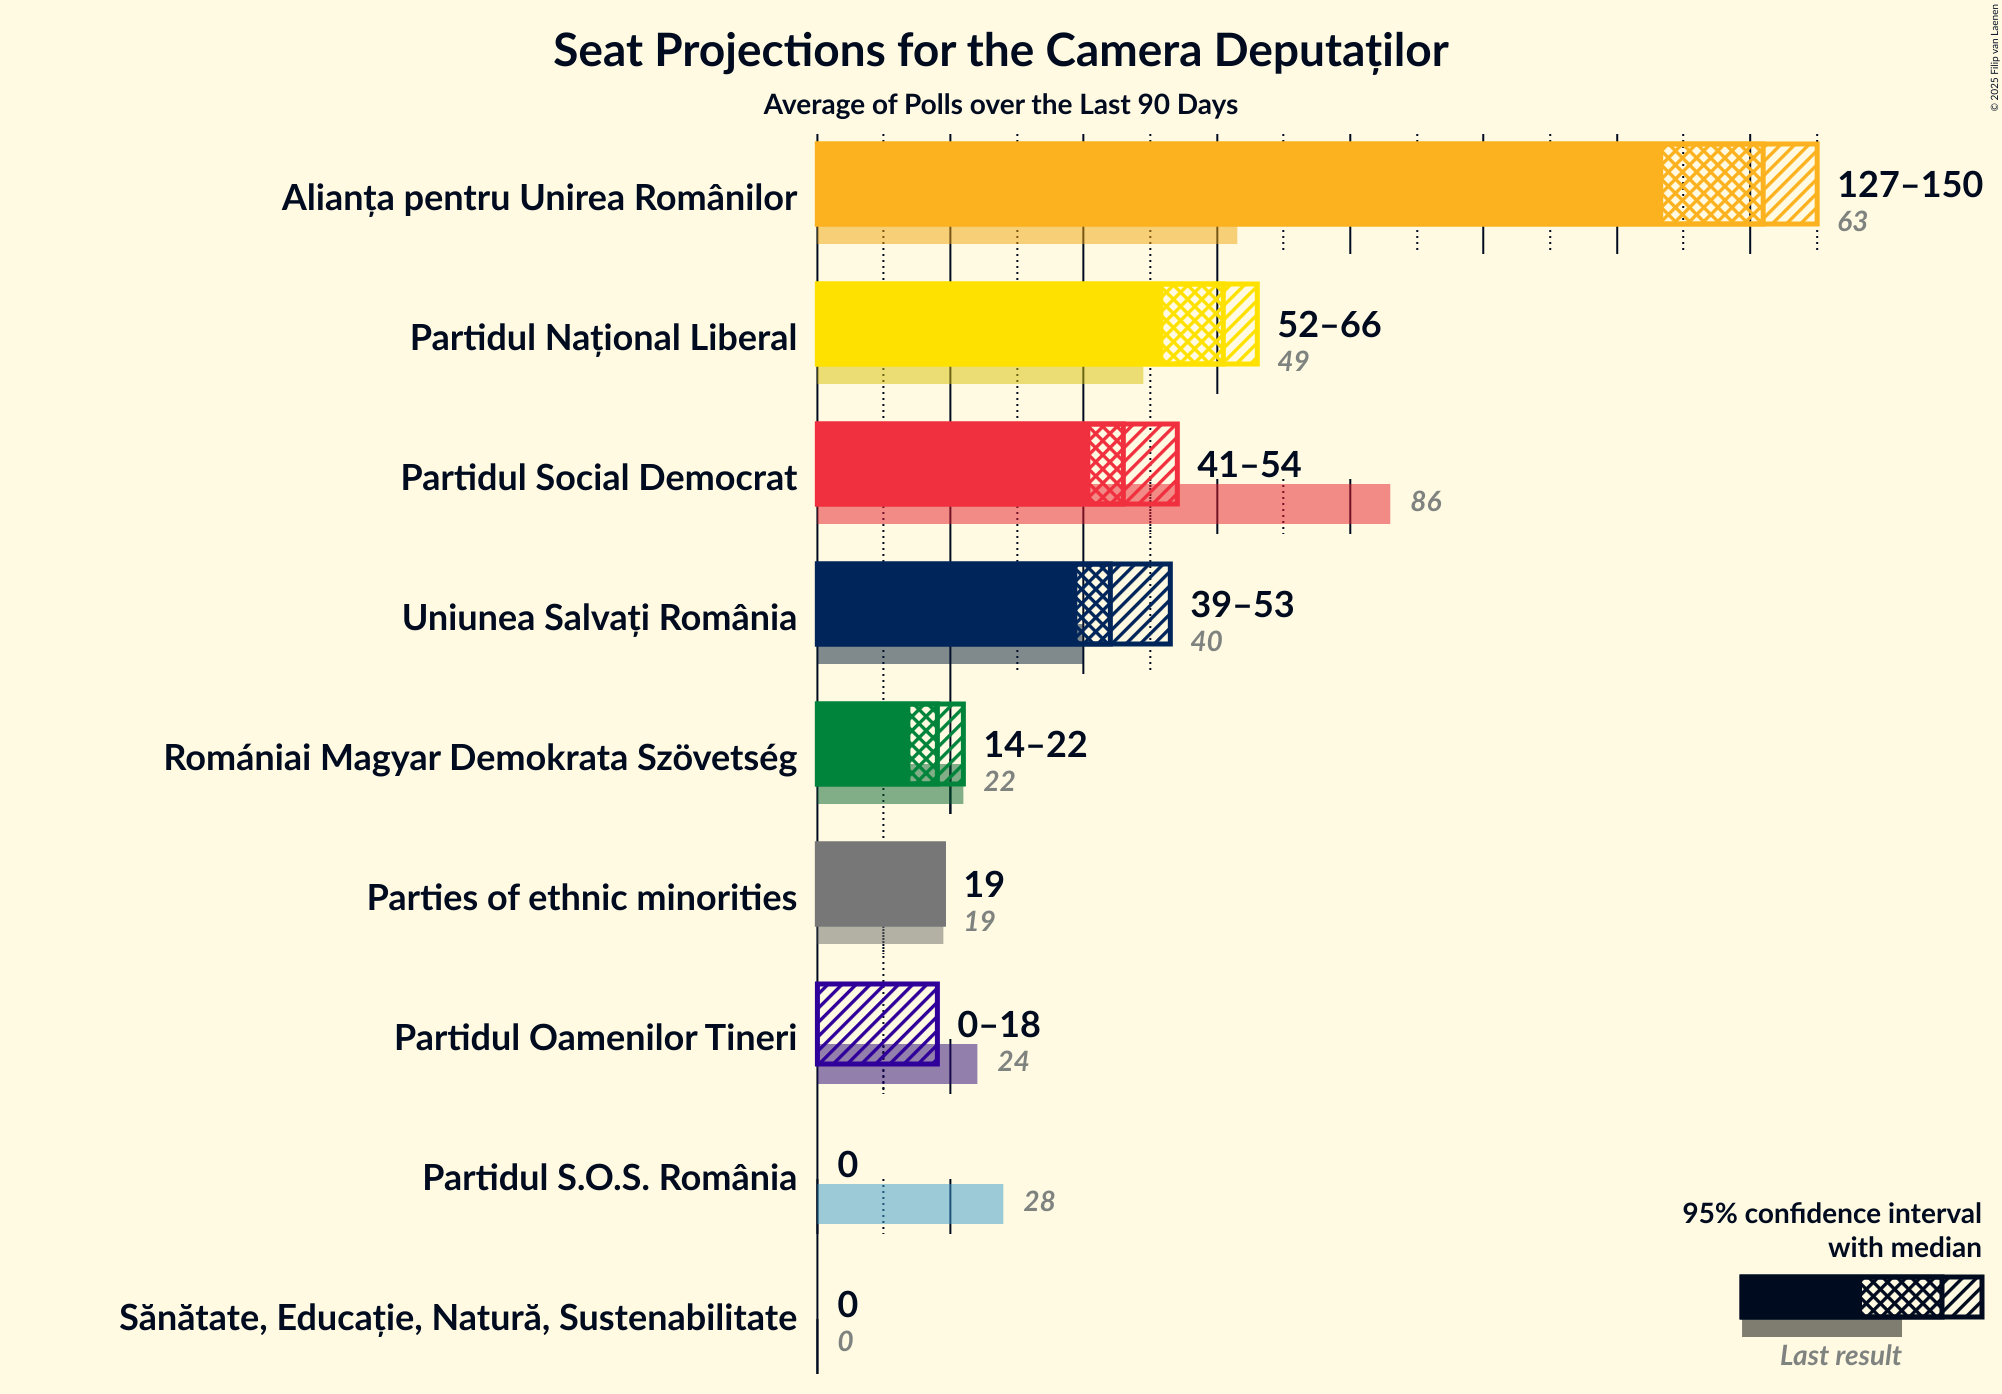 Seat Projections for the Camera Deputaților
Average of Polls over the Last 90 Days
© 2025 Filip van Laenen
Alianța pentru Unirea Românilor
127–150
63
Partidul Național Liberal
52–66
49
Partidul Social Democrat
41–54
86
Uniunea Salvați România
39–53
40
Romániai Magyar Demokrata Szövetség
14–22
22
Parties of ethnic minorities
19
19
Partidul Oamenilor Tineri
0–18
24
Partidul S.O.S. România
0
28
Sănătate, Educație, Natură, Sustenabilitate
0
0
95% confidence interval
with median
Last result